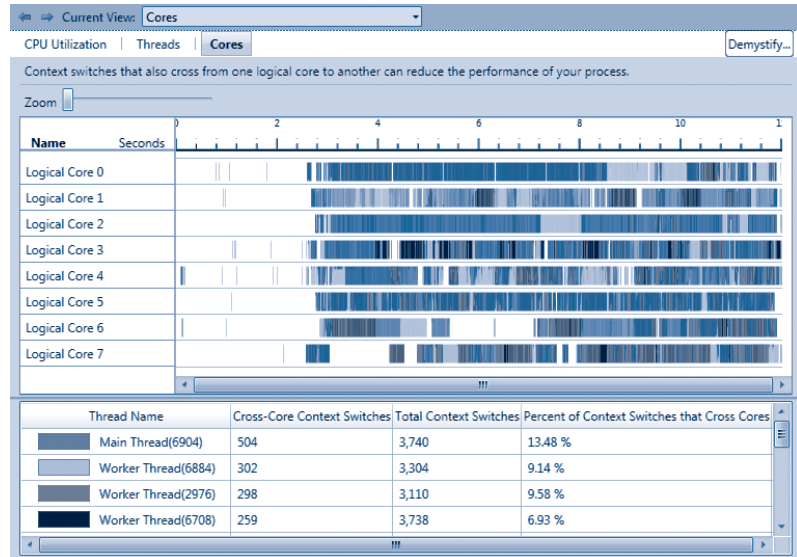 Current View: Cores
CPU Utilization Threads Cores Demystify...
Context switches that also cross from one logical core to another can reduce the performance of your process.
Zoom
0 2 4 6 8 10 1
Name Seconds
Logical Core 0
Logical Core 1
Logical Core 2
Logical Core 3
Logical Core 4
Logical Core 5
Logical Core 6
Logical Core 7
Thread Name Cross-Core Context Switches Total Context Switches Percent of Context Switches that Cross Cores
Main Thread(6904) 504 3,740 13.48 %
Worker Thread(6884) 302 3,304 9.14 %
Worker Thread(2976) 298 3,110 9.58 %
Worker Thread(6708) 259 3,738 6.93 %